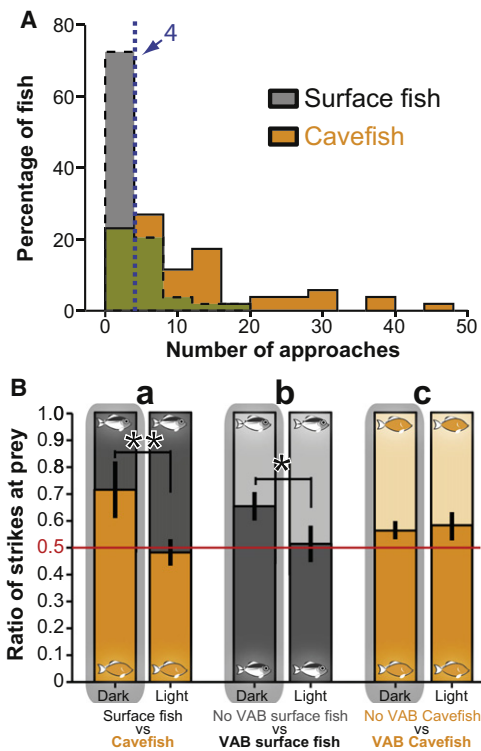 A
80
60
40
20
0
Percentage of fish
4
Surface fish
Cavefish
0 10 20 30 40 50
Number of approaches
B
a b c
1.0
0.9
0.8
0.7
0.6
0.5
0.4
0.3
0.2
0.1
0
Ratio of strikes at prey
** *
Dark Light Dark Light Dark Light
Surface fish No VAB surface fish No VAB Cavefish
vs vs vs
Cavefish VAB surface fish VAB Cavefish